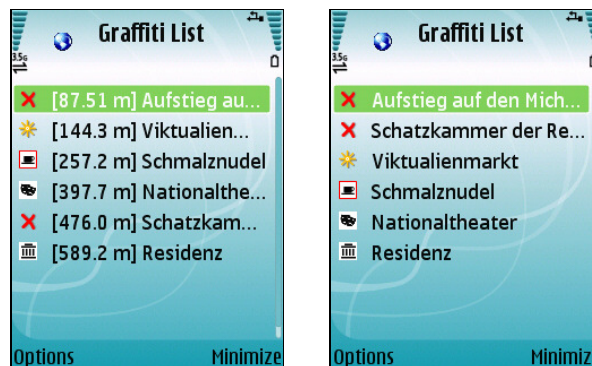 Graffiti List
3.5G
[87.51 m] Aufstieg au...
[144.3 m] Viktualien...
[257.2 m] Schmalznudel
[397.7 m] Nationalthe...
[476.0 m] Schatzkam...
[589.2 m] Residenz
Options Minimize
Graffiti List
3.5G
Aufstieg auf den Mich...
Schatzkammer der Re...
Viktualienmarkt
Schmalznudel
Nationaltheater
Residenz
Options Minimiz